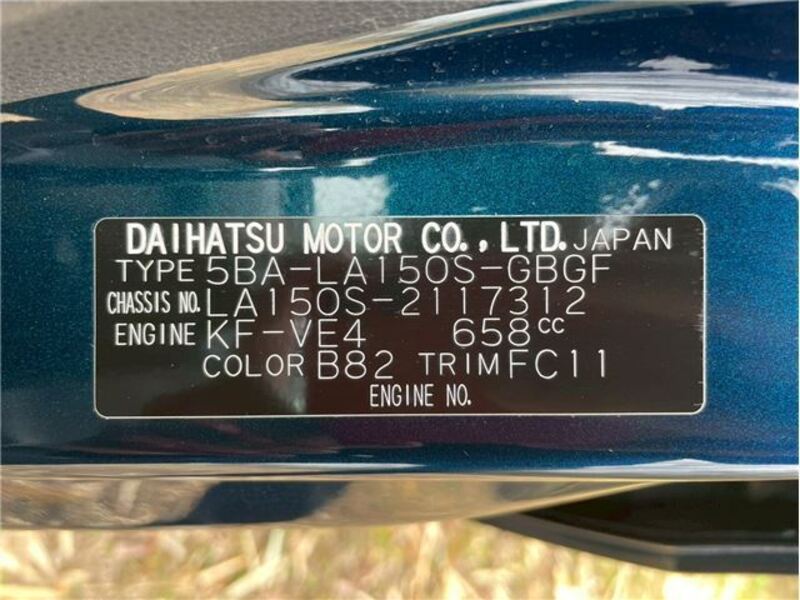 DAIHATSU MOTOR CO., LTD. JAPAN
TYPE 5BA-LA150S-GBGF
CHASSIS NO. LA150S-2117312
ENGINE KF-VE4 658cc
COLOR B82 TRIM FC11
ENGINE NO.